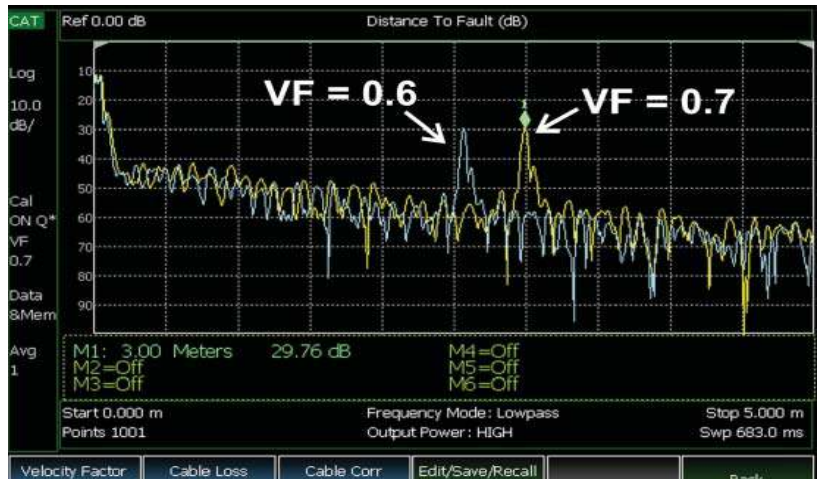 CAT Ref 0.00 dB Distance To Fault (dB)
Log
10.0
dB/
10
20
30
40
50
60
70
80
90
VF = 0.6
1
VF = 0.7
Cal
ON Q*
VF
0.7
Data
&Mem
Avg
1
M1: 3.00 Meters 29.76 dB M4=Off
M2=Off M5=Off
M3=Off M6=Off
Start 0.000 m Frequency Mode: Lowpass Stop 5.000 m
Points 1001 Output Power: HIGH Swp 683.0 ms
Velocity Factor Cable Loss Cable Corr Edit/Save/Recall